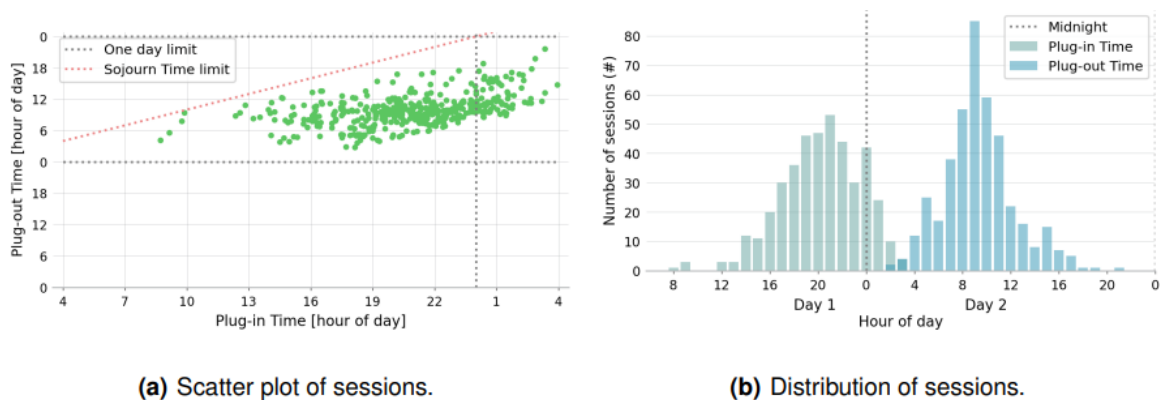 0
18
12
6
0
18
12
6
0
Plug-out Time [hour of day]
One day limit
Sojourn Time limit
4 7 10 13 16 19 22 1 4
Plug-in Time [hour of day]
(a) Scatter plot of sessions.
80
70
60
50
40
30
20
10
0
Number of sessions (#)
Midnight
Plug-in Time
Plug-out Time
8 12 16 20 0 4 8 12 16 20 0
Day 1 Day 2
Hour of day
(b) Distribution of sessions.